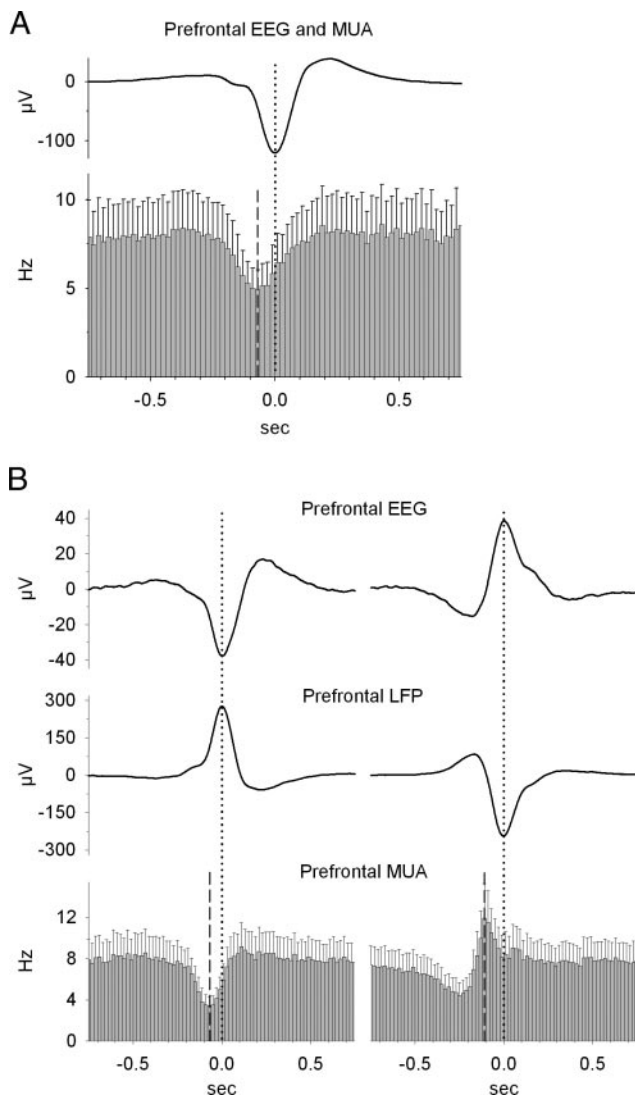 A
Prefrontal EEG and MUA
µV
0
-100
Hz
10
5
0
-0.5 0.0 0.5
sec
B
Prefrontal EEG
µV
40
20
0
-20
-40
Prefrontal LFP
µV
300
150
0
-150
-300
Prefrontal MUA
Hz
12
8
4
0
-0.5 0.0 0.5 -0.5 0.0 0.5
sec sec